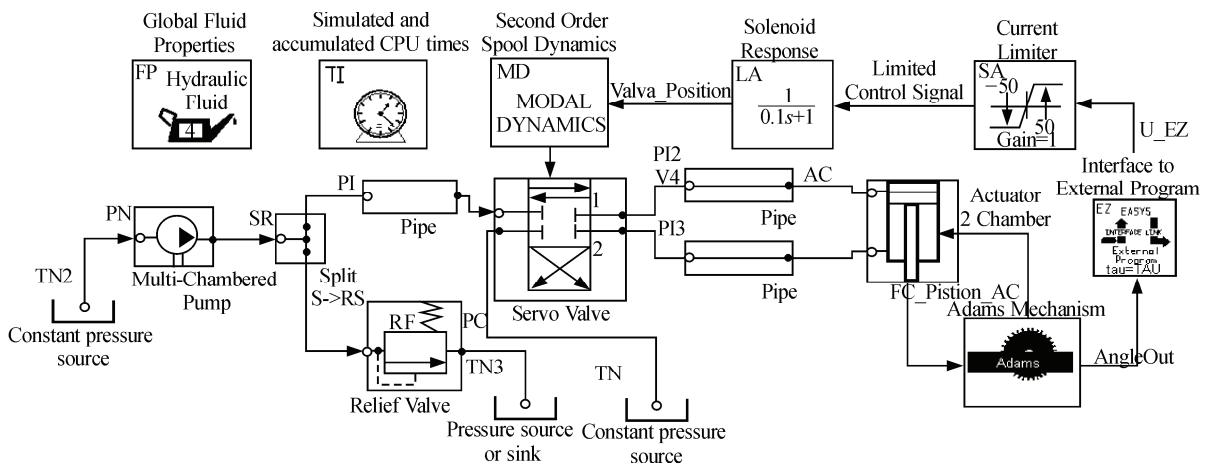 Global Fluid
Properties
FP
Hydraulic
Fluid
4
Simulated and
accumulated CPU times
TI
Second Order
Spool Dynamics
MD
MODAL
DYNAMICS
Valva_Position
Solenoid
Response
LA
1
0.1s+1
Limited
Control Signal
Current
Limiter
SA
−50
50
Gain=1
U_EZ
Interface to
External Program
EZ EASY5
INTERFACE LINK
External
Program
tau=TAU
PN
TN2
Multi-Chambered
Pump
Constant pressure
source
SR
Split
S->RS
PI
Pipe
1
2
Servo Valve
PI2
V4
AC
Pipe
PI3
Pipe
Actuator
2 Chamber
FC_Pistion_AC
Adams Mechanism
Adams
AngleOut
RF
PC
TN3
Relief Valve
Pressure source
or sink
TN
Constant pressure
source